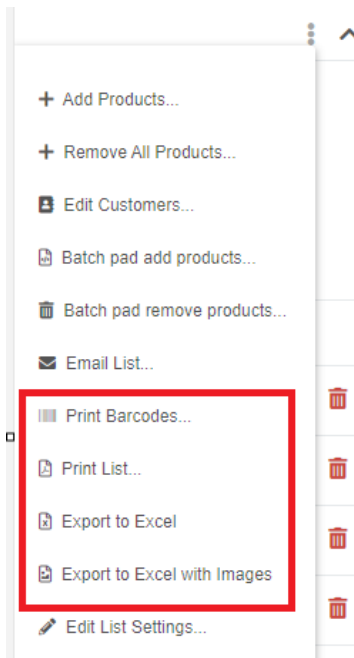 Add Products...
Remove All Products...
Edit Customers...
Batch pad add products...
Batch pad remove products...
Email List...
Print Barcodes...
Print List...
Export to Excel
Export to Excel with Images
Edit List Settings...